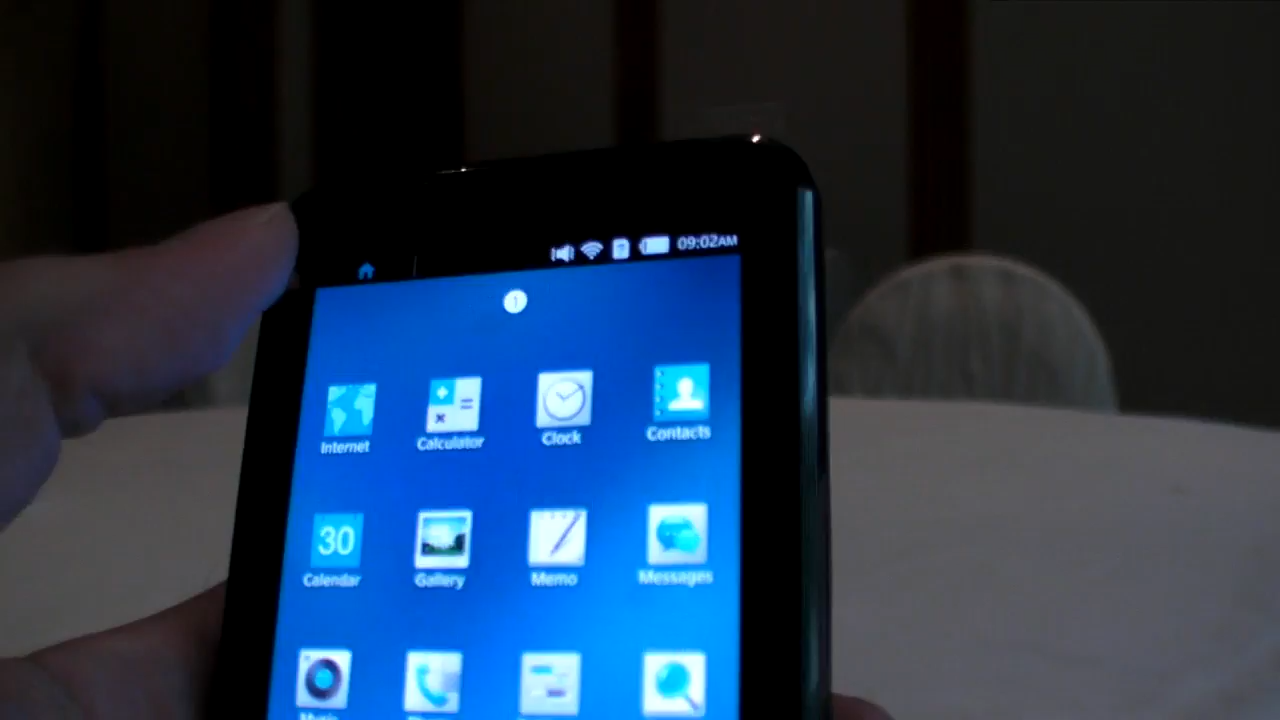 09:02AM
1
Internet Calculator Clock Contacts
30
Calendar Gallery Memo Messages